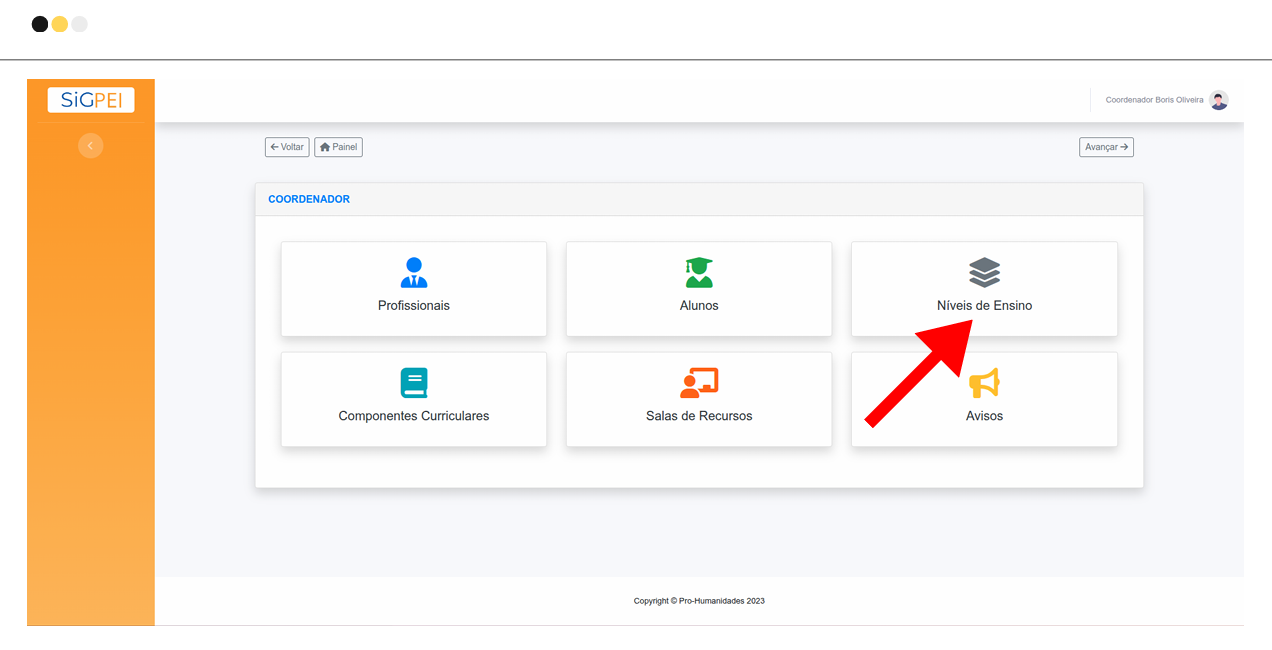 SiGPEI
Coordenador Boris Oliveira
Voltar
Painel
Avançar
COORDENADOR
Profissionais
Alunos
Níveis de Ensino
Componentes Curriculares
Salas de Recursos
Avisos
Copyright © Pro-Humanidades 2023